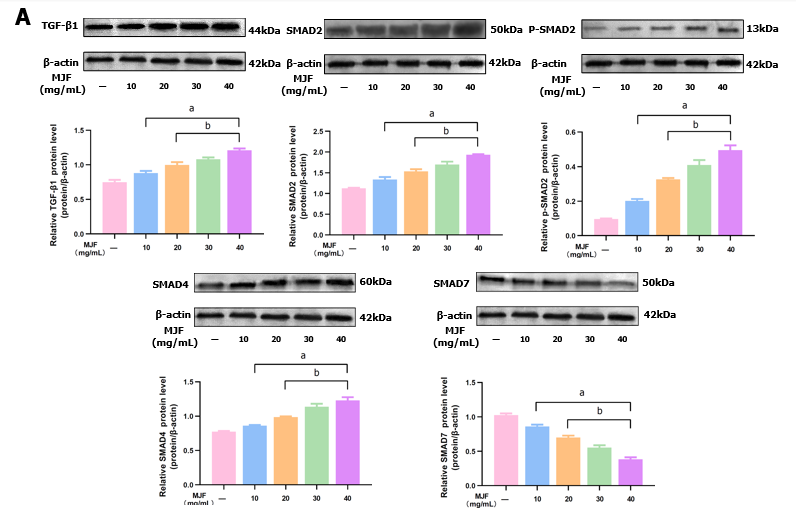 A
TGF-β1 44kDa
β-actin 42kDa
MJF
(mg/mL) — 10 20 30 40
SMAD2 50kDa
β-actin 42kDa
MJF
(mg/mL) — 10 20 30 40
P-SMAD2 13kDa
β-actin 42kDa
MJF
(mg/mL) — 10 20 30 40
Relative TGF-β1 protein level
(protein/β-actin)
1.5
1.0
0.5
0.0
a
b
MJF
(mg/mL) — 10 20 30 40
Relative SMAD2 protein level
(protein/β-actin)
2.5
2.0
1.5
1.0
0.5
0.0
a
b
MJF
(mg/mL) — 10 20 30 40
Relative p-SMAD2 protein level
(protein/β-actin)
0.6
0.4
0.2
0.0
a
b
MJF
(mg/mL) — 10 20 30 40
SMAD4 60kDa
β-actin 42kDa
MJF
(mg/mL) — 10 20 30 40
SMAD7 50kDa
β-actin 42kDa
MJF
(mg/mL) — 10 20 30 40
Relative SMAD4 protein level
(protein/β-actin)
1.5
1.0
0.5
0.0
a
b
MJF
(mg/mL) — 10 20 30 40
Relative SMAD7 protein level
(protein/β-actin)
1.5
1.0
0.5
0.0
a
b
MJF
(mg/mL) — 10 20 30 40